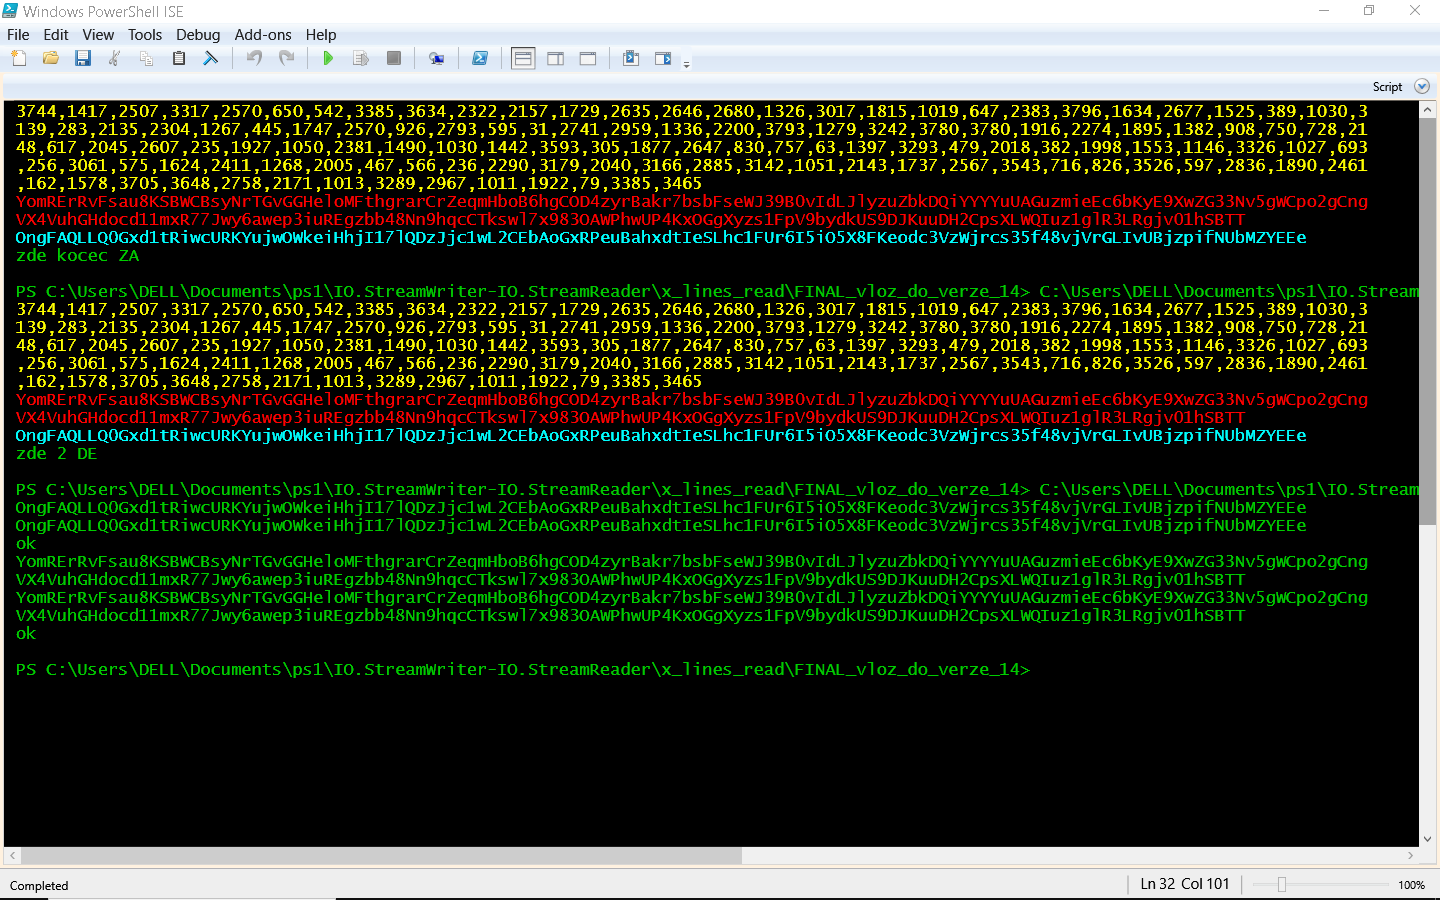 Windows PowerShell ISE
File Edit View Tools Debug Add-ons Help
Script
3744,1417,2507,3317,2570,650,542,3385,3634,2322,2157,1729,2635,2646,2680,1326,3017,1815,1019,647,2383,3796,1634,2677,1525,389,1030,3
139,283,2135,2304,1267,445,1747,2570,926,2793,595,31,2741,2959,1336,2200,3793,1279,3242,3780,3780,1916,2274,1895,1382,908,750,728,21
48,617,2045,2607,235,1927,1050,2381,1490,1030,1442,3593,305,1877,2647,830,757,63,1397,3293,479,2018,382,1998,1553,1146,3326,1027,693
,256,3061,575,1624,2411,1268,2005,467,566,236,2290,3179,2040,3166,2885,3142,1051,2143,1737,2567,3543,716,826,3526,597,2836,1890,2461
,162,1578,3705,3648,2758,2171,1013,3289,2967,1011,1922,79,3385,3465
YomRErRvFsau8KSBWCBsyNrTGvGGHeloMFthgrarCrZeqmHboB6hgCOD4zyrBakr7bsbFseWJ39B0vIdLJlyzuZbkDQiYYYYuUAGuzmieEc6bKyE9XwZG33Nv5gWCpo2gCng
VX4VuhGHdocd11mxR77Jwy6awep3iuREgzbb48Nn9hqcCTkswl7x983OAWPhwUP4KxOGgXyzs1FpV9bydkUS9DJKuuDH2CpsXLWQIuz1glR3LRgjv01hSBTT
OngFAQLLQ0Gxd1tRiwcURKYujwOWkeiHhjI17lQDzJjc1wL2CEbAoGxRPeuBahxdtIeSLhc1FUr6I5iO5X8FKeodc3VzWjrcs35f48vjVrGLIvUBjzpifNUbMZYEEe
zde kocec ZA
PS C:\Users\DELL\Documents\ps1\IO.StreamWriter-IO.StreamReader\x_lines_read\FINAL_vloz_do_verze_14> C:\Users\DELL\Documents\ps1\IO.Stream
3744,1417,2507,3317,2570,650,542,3385,3634,2322,2157,1729,2635,2646,2680,1326,3017,1815,1019,647,2383,3796,1634,2677,1525,389,1030,3
139,283,2135,2304,1267,445,1747,2570,926,2793,595,31,2741,2959,1336,2200,3793,1279,3242,3780,3780,1916,2274,1895,1382,908,750,728,21
48,617,2045,2607,235,1927,1050,2381,1490,1030,1442,3593,305,1877,2647,830,757,63,1397,3293,479,2018,382,1998,1553,1146,3326,1027,693
,256,3061,575,1624,2411,1268,2005,467,566,236,2290,3179,2040,3166,2885,3142,1051,2143,1737,2567,3543,716,826,3526,597,2836,1890,2461
,162,1578,3705,3648,2758,2171,1013,3289,2967,1011,1922,79,3385,3465
YomRErRvFsau8KSBWCBsyNrTGvGGHeloMFthgrarCrZeqmHboB6hgCOD4zyrBakr7bsbFseWJ39B0vIdLJlyzuZbkDQiYYYYuUAGuzmieEc6bKyE9XwZG33Nv5gWCpo2gCng
VX4VuhGHdocd11mxR77Jwy6awep3iuREgzbb48Nn9hqcCTkswl7x983OAWPhwUP4KxOGgXyzs1FpV9bydkUS9DJKuuDH2CpsXLWQIuz1glR3LRgjv01hSBTT
OngFAQLLQ0Gxd1tRiwcURKYujwOWkeiHhjI17lQDzJjc1wL2CEbAoGxRPeuBahxdtIeSLhc1FUr6I5iO5X8FKeodc3VzWjrcs35f48vjVrGLIvUBjzpifNUbMZYEEe
zde 2 DE
PS C:\Users\DELL\Documents\ps1\IO.StreamWriter-IO.StreamReader\x_lines_read\FINAL_vloz_do_verze_14> C:\Users\DELL\Documents\ps1\IO.Stream
OngFAQLLQ0Gxd1tRiwcURKYujwOWkeiHhjI17lQDzJjc1wL2CEbAoGxRPeuBahxdtIeSLhc1FUr6I5iO5X8FKeodc3VzWjrcs35f48vjVrGLIvUBjzpifNUbMZYEEe
OngFAQLLQ0Gxd1tRiwcURKYujwOWkeiHhjI17lQDzJjc1wL2CEbAoGxRPeuBahxdtIeSLhc1FUr6I5iO5X8FKeodc3VzWjrcs35f48vjVrGLIvUBjzpifNUbMZYEEe
ok
YomRErRvFsau8KSBWCBsyNrTGvGGHeloMFthgrarCrZeqmHboB6hgCOD4zyrBakr7bsbFseWJ39B0vIdLJlyzuZbkDQiYYYYuUAGuzmieEc6bKyE9XwZG33Nv5gWCpo2gCng
VX4VuhGHdocd11mxR77Jwy6awep3iuREgzbb48Nn9hqcCTkswl7x983OAWPhwUP4KxOGgXyzs1FpV9bydkUS9DJKuuDH2CpsXLWQIuz1glR3LRgjv01hSBTT
YomRErRvFsau8KSBWCBsyNrTGvGGHeloMFthgrarCrZeqmHboB6hgCOD4zyrBakr7bsbFseWJ39B0vIdLJlyzuZbkDQiYYYYuUAGuzmieEc6bKyE9XwZG33Nv5gWCpo2gCng
VX4VuhGHdocd11mxR77Jwy6awep3iuREgzbb48Nn9hqcCTkswl7x983OAWPhwUP4KxOGgXyzs1FpV9bydkUS9DJKuuDH2CpsXLWQIuz1glR3LRgjv01hSBTT
ok
PS C:\Users\DELL\Documents\ps1\IO.StreamWriter-IO.StreamReader\x_lines_read\FINAL_vloz_do_verze_14>
Completed
Ln 32 Col 101
100%